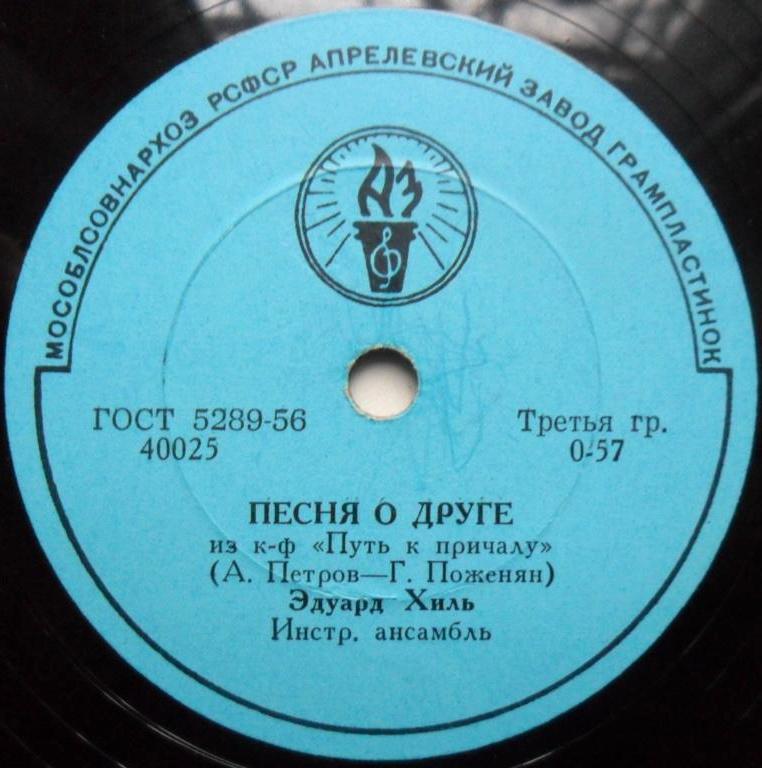 МОСОБЛСОВНАРХОЗ РСФСР АПРЕЛЕВСКИЙ ЗАВОД ГРАМПЛАСТИНОК
АЗ
ГОСТ 5289-56
40025
Третья гр.
0-57
ПЕСНЯ О ДРУГЕ
из к-ф «Путь к причалу»
(А. Петров—Г. Поженян)
Эдуард Хиль
Инстр. ансамбль